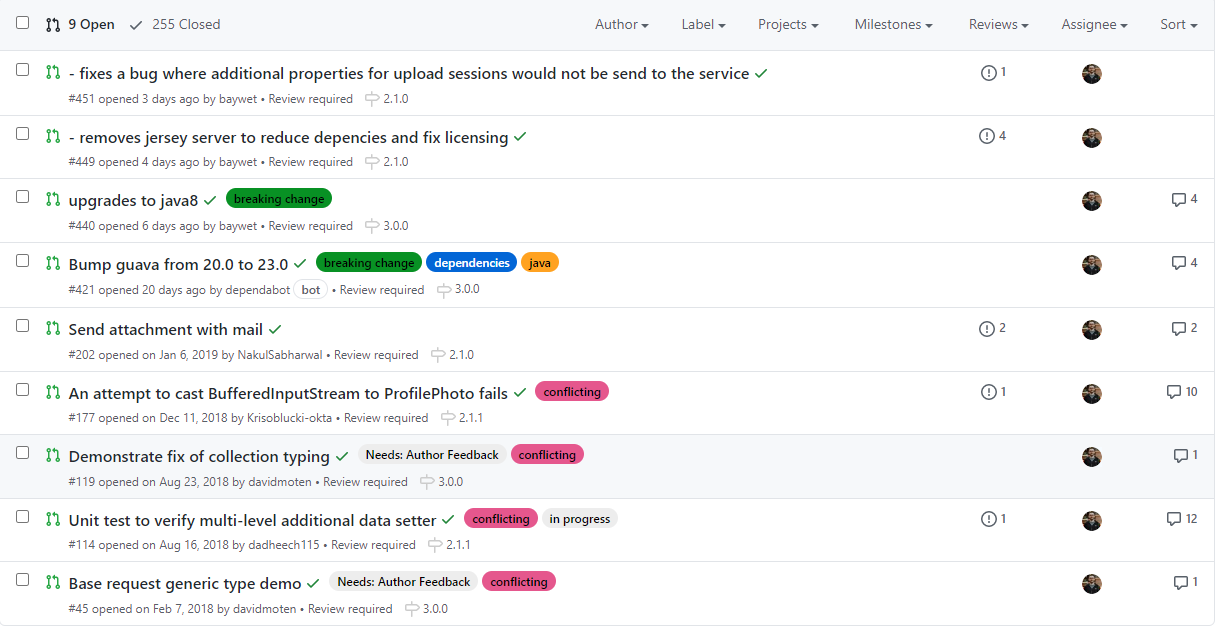 9 Open 255 Closed Author Label Projects Milestones Reviews Assignee Sort
- fixes a bug where additional properties for upload sessions would not be send to the service 1
#451 opened 3 days ago by baywet • Review required 2.1.0
- removes jersey server to reduce depencies and fix licensing 4
#449 opened 4 days ago by baywet • Review required 2.1.0
upgrades to java8 breaking change 4
#440 opened 6 days ago by baywet • Review required 3.0.0
Bump guava from 20.0 to 23.0 breaking change dependencies java 4
#421 opened 20 days ago by dependabot bot • Review required 3.0.0
Send attachment with mail 2 2
#202 opened on Jan 6, 2019 by NakulSabharwal • Review required 2.1.0
An attempt to cast BufferedInputStream to ProfilePhoto fails conflicting 1 10
#177 opened on Dec 11, 2018 by Krisoblucki-okta • Review required 2.1.1
Demonstrate fix of collection typing Needs: Author Feedback conflicting 1
#119 opened on Aug 23, 2018 by davidmoten • Review required 3.0.0
Unit test to verify multi-level additional data setter conflicting in progress 1 12
#114 opened on Aug 16, 2018 by dadheech115 • Review required 2.1.1
Base request generic type demo Needs: Author Feedback conflicting 1
#45 opened on Feb 7, 2018 by davidmoten • Review required 3.0.0